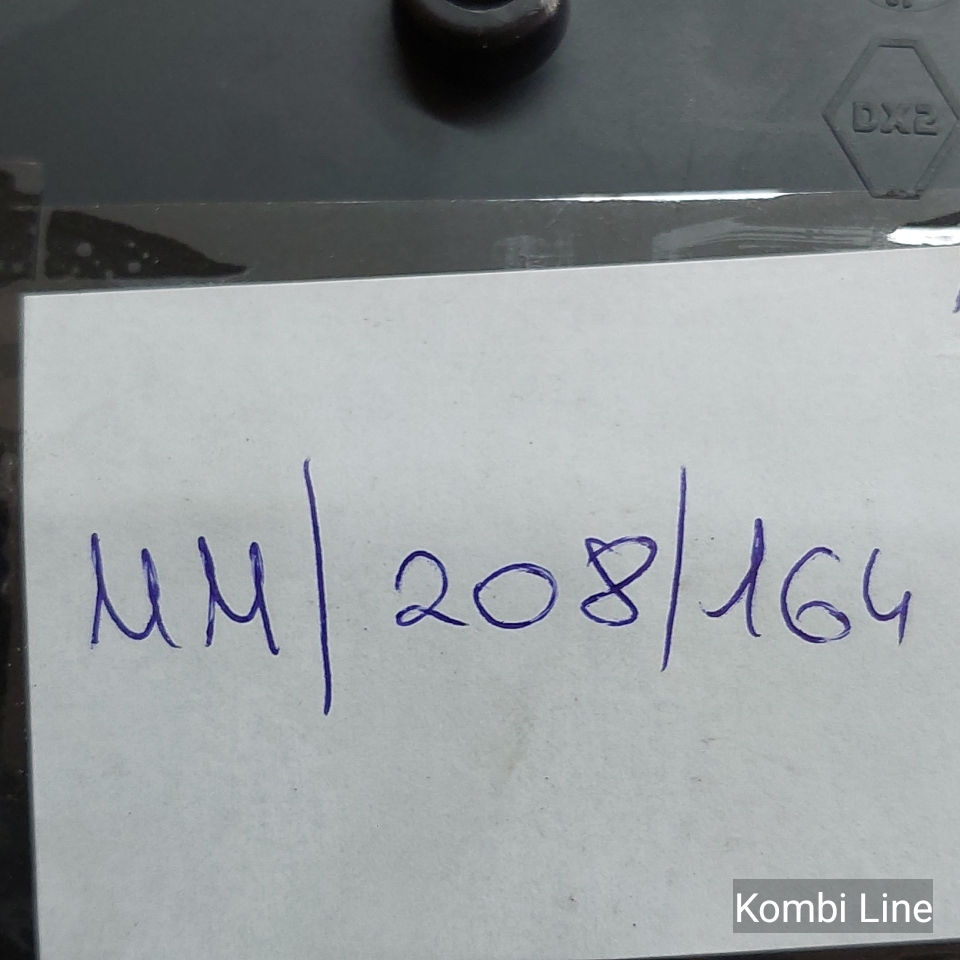 DX2
MM/208/164
Kombi Line